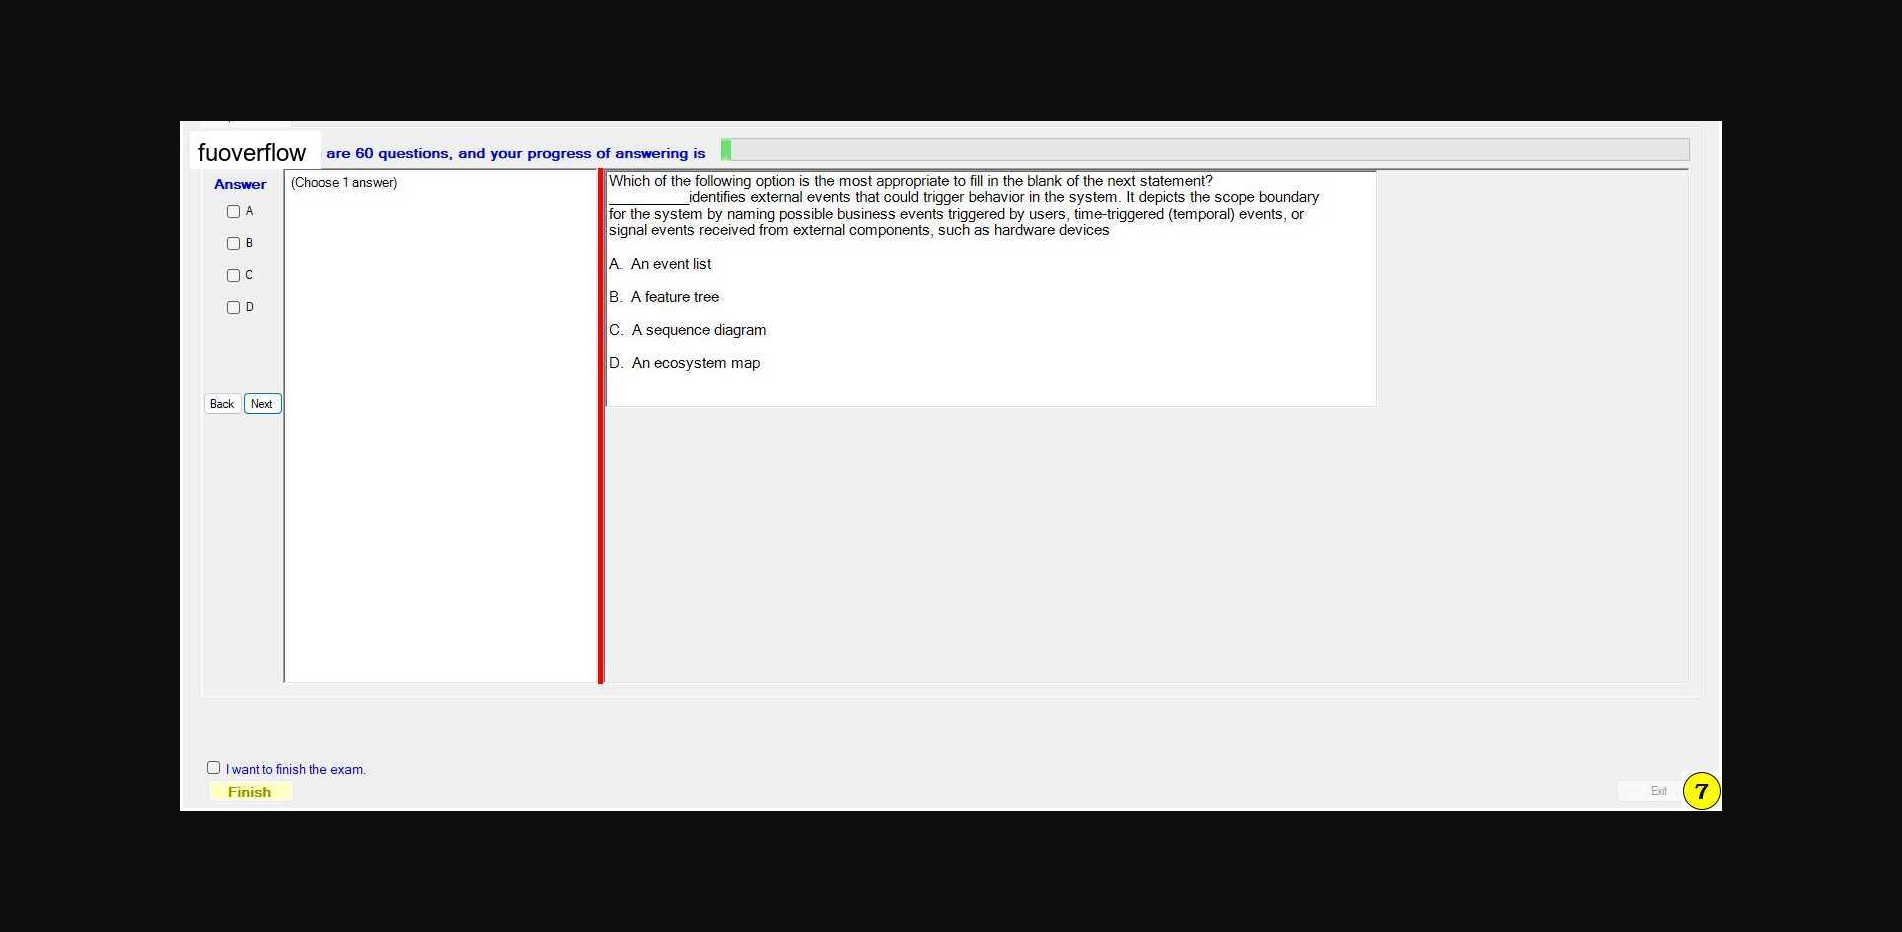 fuoverflow are 60 questions, and your progress of answering is
Answer
A
B
C
D
Back Next
(Choose 1 answer)
Which of the following option is the most appropriate to fill in the blank of the next statement?
__________identifies external events that could trigger behavior in the system. It depicts the scope boundary
for the system by naming possible business events triggered by users, time-triggered (temporal) events, or
signal events received from external components, such as hardware devices
A. An event list
B. A feature tree
C. A sequence diagram
D. An ecosystem map
I want to finish the exam.
Finish
Exit
7